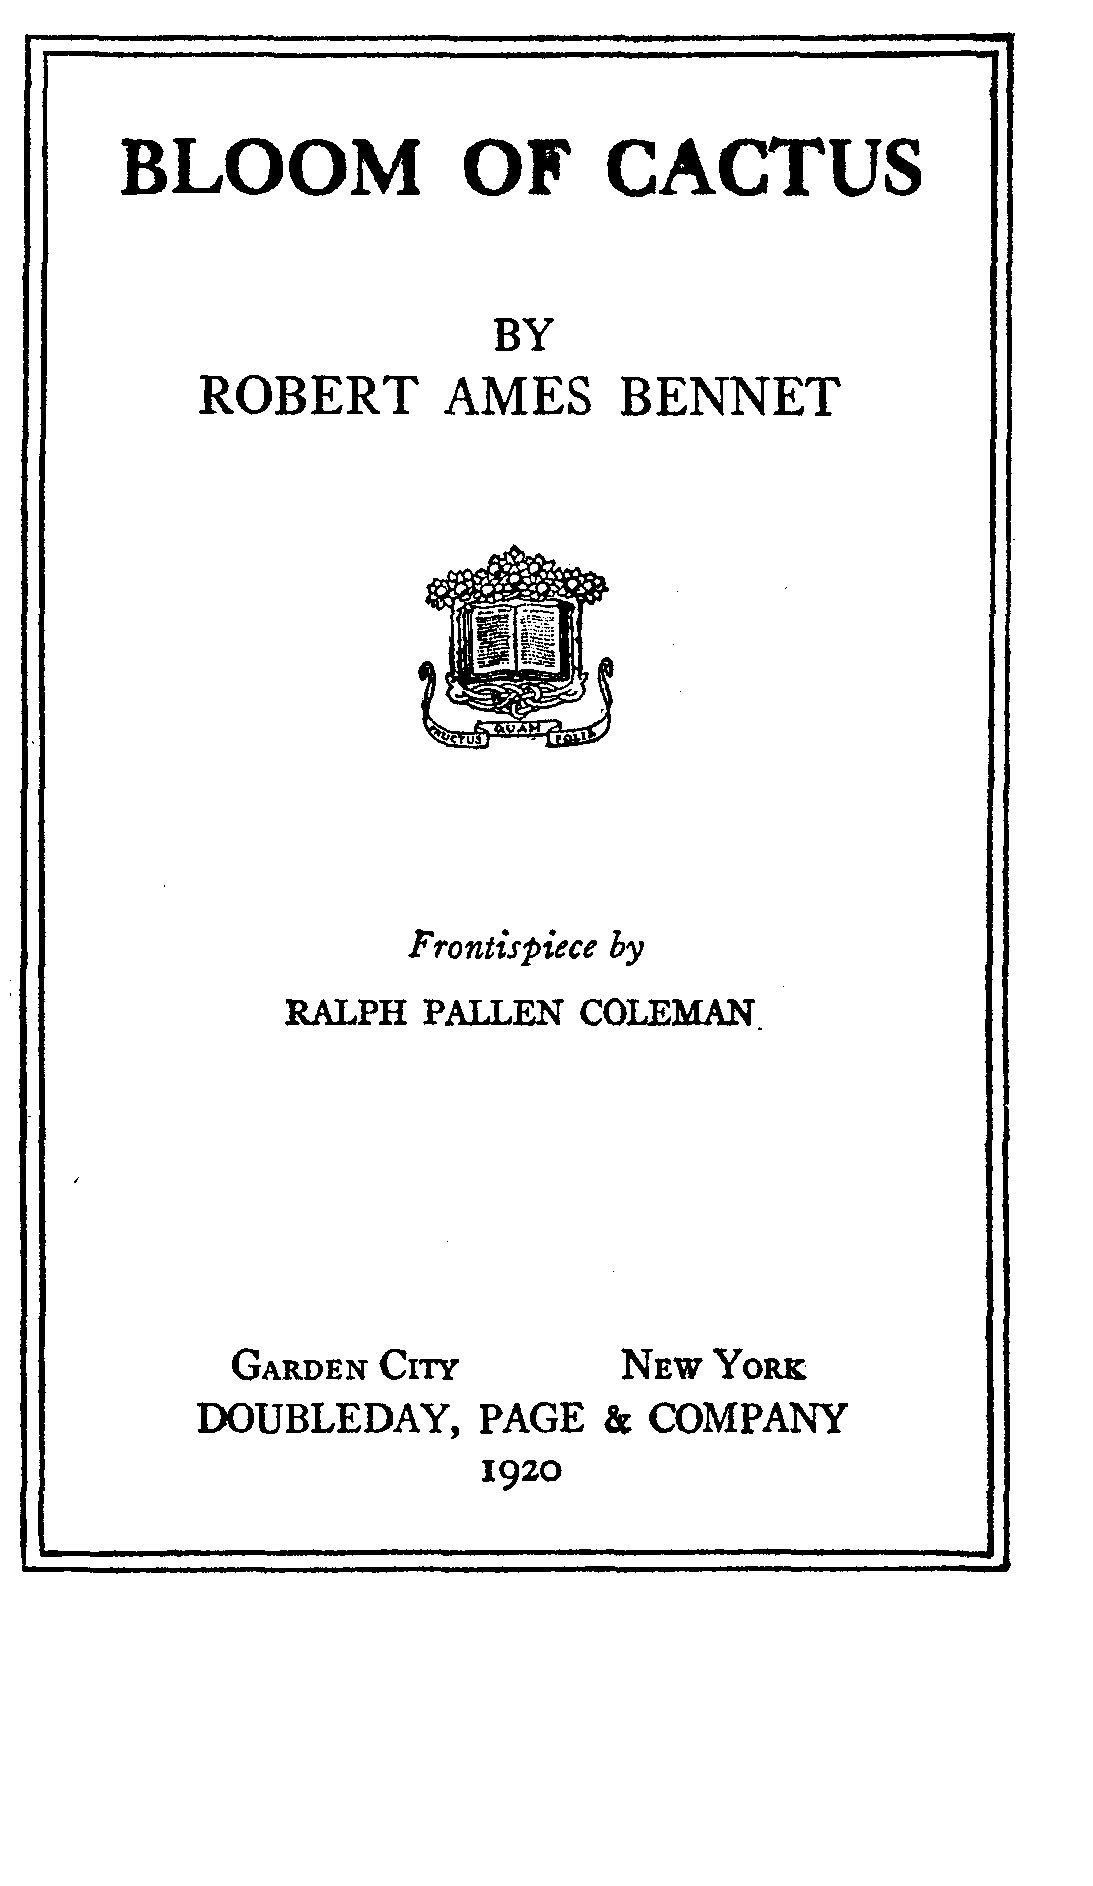 BLOOM OF CACTUS
BY
ROBERT AMES BENNET
FRUCTUS QUAM FOLIA
Frontispiece by
RALPH PALLEN COLEMAN
GARDEN CITY NEW YORK
DOUBLEDAY, PAGE & COMPANY
1920